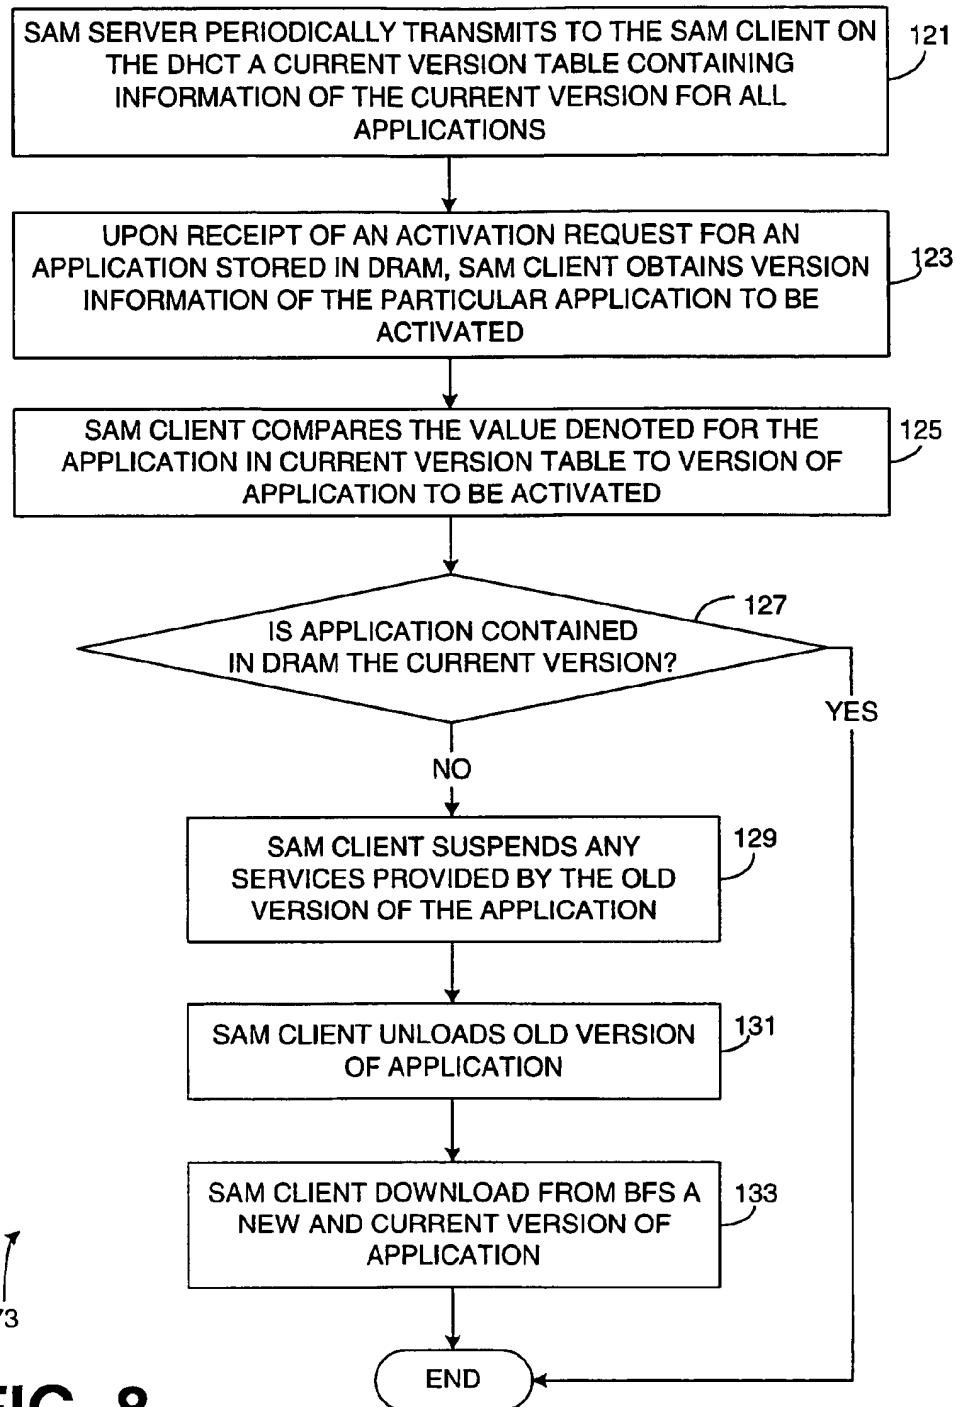 SAM SERVER PERIODICALLY TRANSMITS TO THE SAM CLIENT ON
THE DHCT A CURRENT VERSION TABLE CONTAINING
INFORMATION OF THE CURRENT VERSION FOR ALL
APPLICATIONS
121
UPON RECEIPT OF AN ACTIVATION REQUEST FOR AN
APPLICATION STORED IN DRAM, SAM CLIENT OBTAINS VERSION
INFORMATION OF THE PARTICULAR APPLICATION TO BE
ACTIVATED
123
SAM CLIENT COMPARES THE VALUE DENOTED FOR THE
APPLICATION IN CURRENT VERSION TABLE TO VERSION OF
APPLICATION TO BE ACTIVATED
125
IS APPLICATION CONTAINED
IN DRAM THE CURRENT VERSION?
127
YES
NO
SAM CLIENT SUSPENDS ANY
SERVICES PROVIDED BY THE OLD
VERSION OF THE APPLICATION
129
SAM CLIENT UNLOADS OLD VERSION
OF APPLICATION
131
SAM CLIENT DOWNLOAD FROM BFS A
NEW AND CURRENT VERSION OF
APPLICATION
133
73
END
FIG. 8